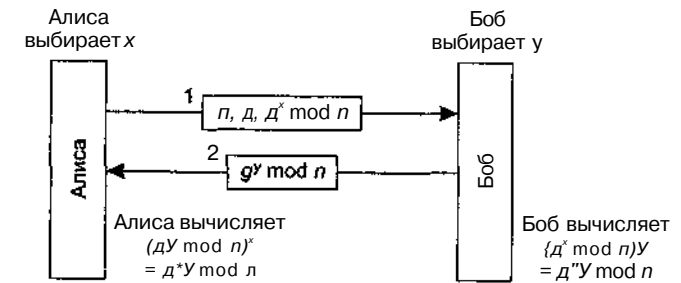 Алиса
выбирает x
Боб
выбирает у
1
п, д, д^x mod n
2
g^y mod n
Алиса
Боб
Алиса вычисляет
(дУ mod n)^x
= д*У mod л
Боб вычисляет
{д^x mod п)У
= д"У mod n